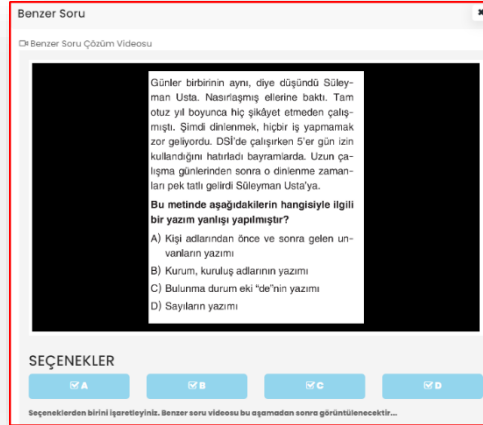 Benzer Soru
Benzer Soru Çözüm Videosu
Günler birbirinin aynı, diye düşündü Süley-
man Usta. Nasırlaşmış ellerine baktı. Tam
otuz yıl boyunca hiç şikâyet etmeden çalış-
mıştı. Şimdi dinlenmek, hiçbir iş yapmamak
zor geliyordu. DSİ'de çalışırken 5'er gün izin
kullandığını hatırladı bayramlarda. Uzun ça-
lışma günlerinden sonra o dinlenme zaman-
ları pek tatlı gelirdi Süleyman Usta'ya.
Bu metinde aşağıdakilerin hangisiyle ilgili
bir yazım yanlışı yapılmıştır?
A) Kişi adlarından önce ve sonra gelen un-
vanların yazımı
B) Kurum, kuruluş adlarının yazımı
C) Bulunma durum eki "de"nin yazımı
D) Sayıların yazımı
SEÇENEKLER
A B C D
Seçeneklerden birini işaretleyiniz. Benzer soru videosu bu aşamadan sonra görüntülenecektir...